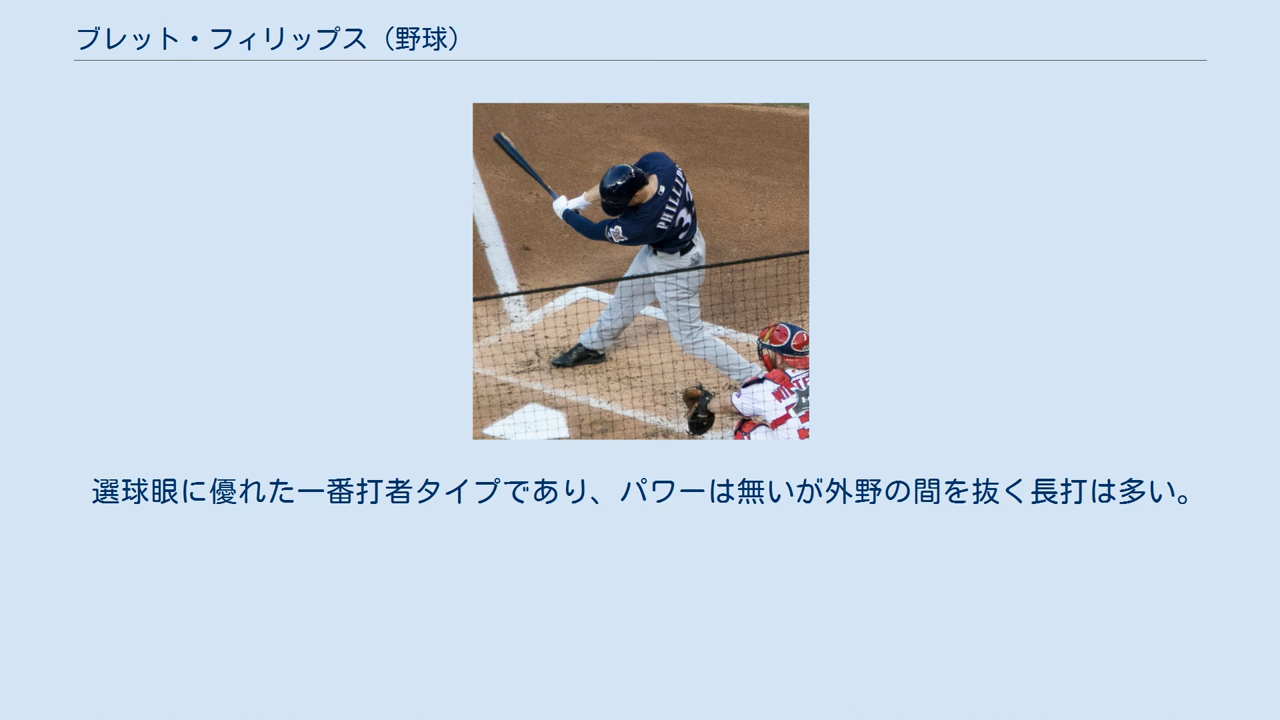 ブレット・フィリップス（野球）
PHILLIPS
選球眼に優れた一番打者タイプであり、パワーは無いが外野の間を抜く長打は多い。